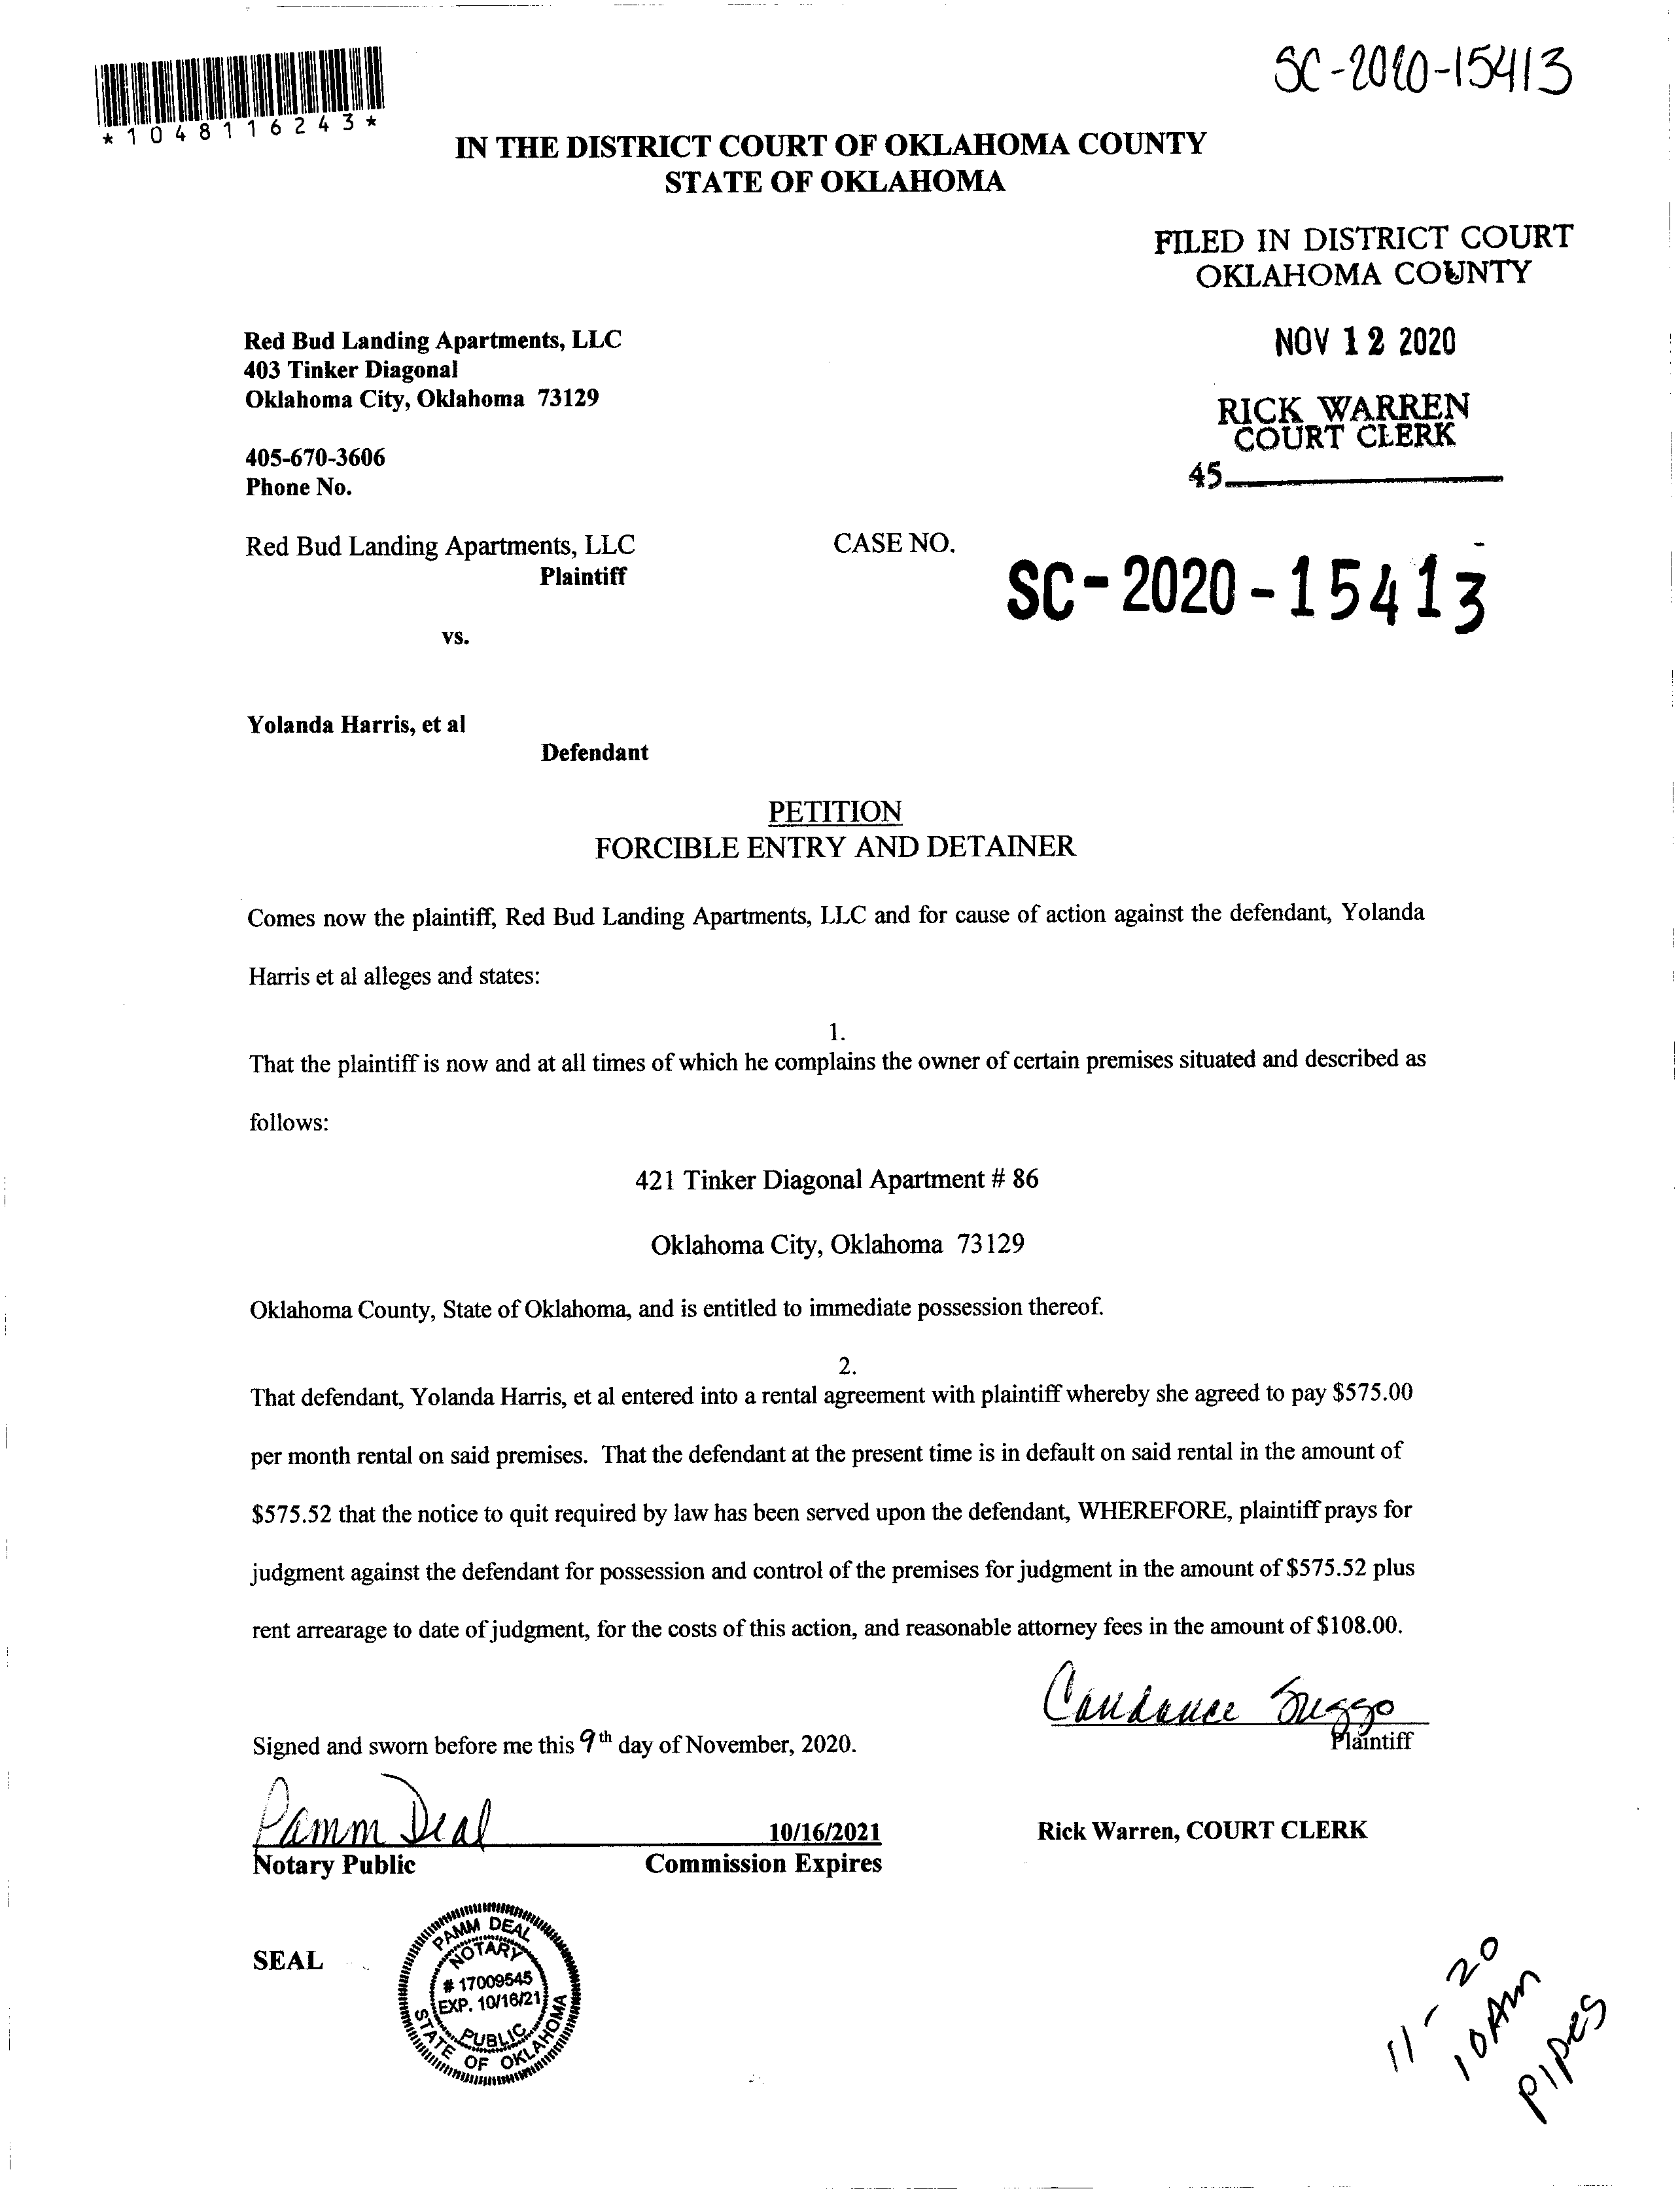 SC-2020-15413
*1048116243*
IN THE DISTRICT COURT OF OKLAHOMA COUNTY
STATE OF OKLAHOMA
FILED IN DISTRICT COURT
OKLAHOMA COUNTY
Red Bud Landing Apartments, LLC
403 Tinker Diagonal
Oklahoma City, Oklahoma 73129
NOV 12 2020
RICK WARREN
COURT CLERK
45
405-670-3606
Phone No.
Red Bud Landing Apartments, LLC
Plaintiff
CASE NO.
SC-2020-15413
vs.
Yolanda Harris, et al
Defendant
PETITION
FORCIBLE ENTRY AND DETAINER
Comes now the plaintiff, Red Bud Landing Apartments, LLC and for cause of action against the defendant, Yolanda
Harris et al alleges and states:
1.
That the plaintiff is now and at all times of which he complains the owner of certain premises situated and described as
follows:
421 Tinker Diagonal Apartment # 86
Oklahoma City, Oklahoma 73129
Oklahoma County, State of Oklahoma, and is entitled to immediate possession thereof.
2.
That defendant, Yolanda Harris, et al entered into a rental agreement with plaintiff whereby she agreed to pay $575.00
per month rental on said premises. That the defendant at the present time is in default on said rental in the amount of
$575.52 that the notice to quit required by law has been served upon the defendant, WHEREFORE, plaintiff prays for
judgment against the defendant for possession and control of the premises for judgment in the amount of $575.52 plus
rent arrearage to date of judgment, for the costs of this action, and reasonable attorney fees in the amount of $108.00.
Candance Suggs
Plaintiff
Signed and sworn before me this 9th day of November, 2020.
Pamm Deal
Notary Public
10/16/2021
Commission Expires
Rick Warren, COURT CLERK
SEAL
PAMM DEAL
NOTARY
# 17009545
EXP. 10/16/21
PUBLIC
STATE OF OKLAHOMA
11-20
10AM
PIPES